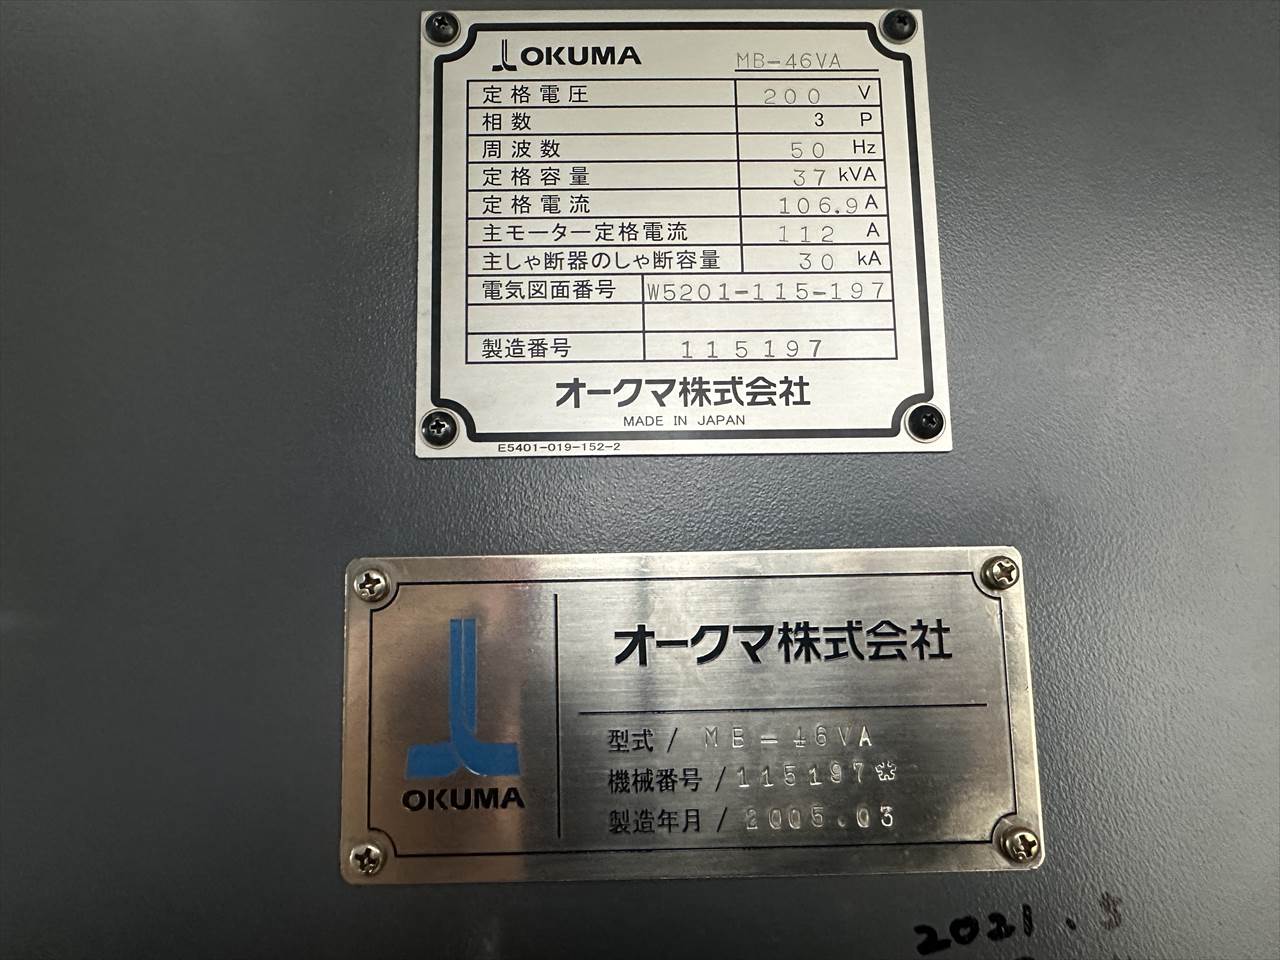 OKUMA MB-46VA
定格電圧 200 V
相数 3 P
周波数 50 Hz
定格容量 37 kVA
定格電流 106.9 A
主モーター定格電流 112 A
主しゃ断器のしゃ断容量 30 kA
電気図面番号 W5201-115-197
製造番号 115197
オークマ株式会社
MADE IN JAPAN
E5401-019-152-2
OKUMA
オークマ株式会社
型式 / MB-46VA
機械番号 / 115197*
製造年月 / 2005.03
2021.